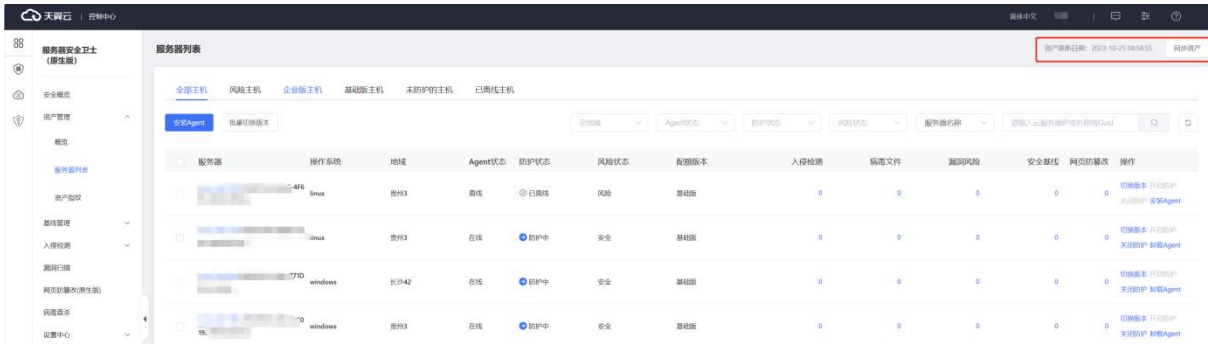 天翼云 | 控制中心 简体中文
服务器安全卫士
(原生版)
安全概览
资产管理
概览
服务器列表
资产指纹
基线管理
入侵检测
漏洞扫描
网页防篡改(原生版)
病毒查杀
设置中心
服务器列表
资产更新日期: 2023-10-25 08:58:55 同步资产
全部主机 风险主机 企业版主机 基础版主机 未防护的主机 已离线主机
安装Agent 批量切换版本 全地域 Agent状态 防护状态 风险状态 服务器名称 请输入云服务器IP或名称或Guid
服务器 操作系统 地域 Agent状态 防护状态 风险状态 配额版本 入侵检测 病毒文件 漏洞风险 安全基线 网页防篡改 操作
-4F6 linux 贵州3 离线 已离线 风险 基础版 0 0 0 0 0 切换版本 开启防护
关闭防护 安装Agent
linux 贵州3 在线 防护中 安全 基础版 0 0 0 0 0 切换版本 开启防护
关闭防护 卸载Agent
771D windows 长沙42 在线 防护中 安全 基础版 0 0 0 0 0 切换版本 开启防护
关闭防护 卸载Agent
19. windows 贵州3 在线 防护中 安全 基础版 0 0 0 0 0 切换版本 开启防护
关闭防护 卸载Agent